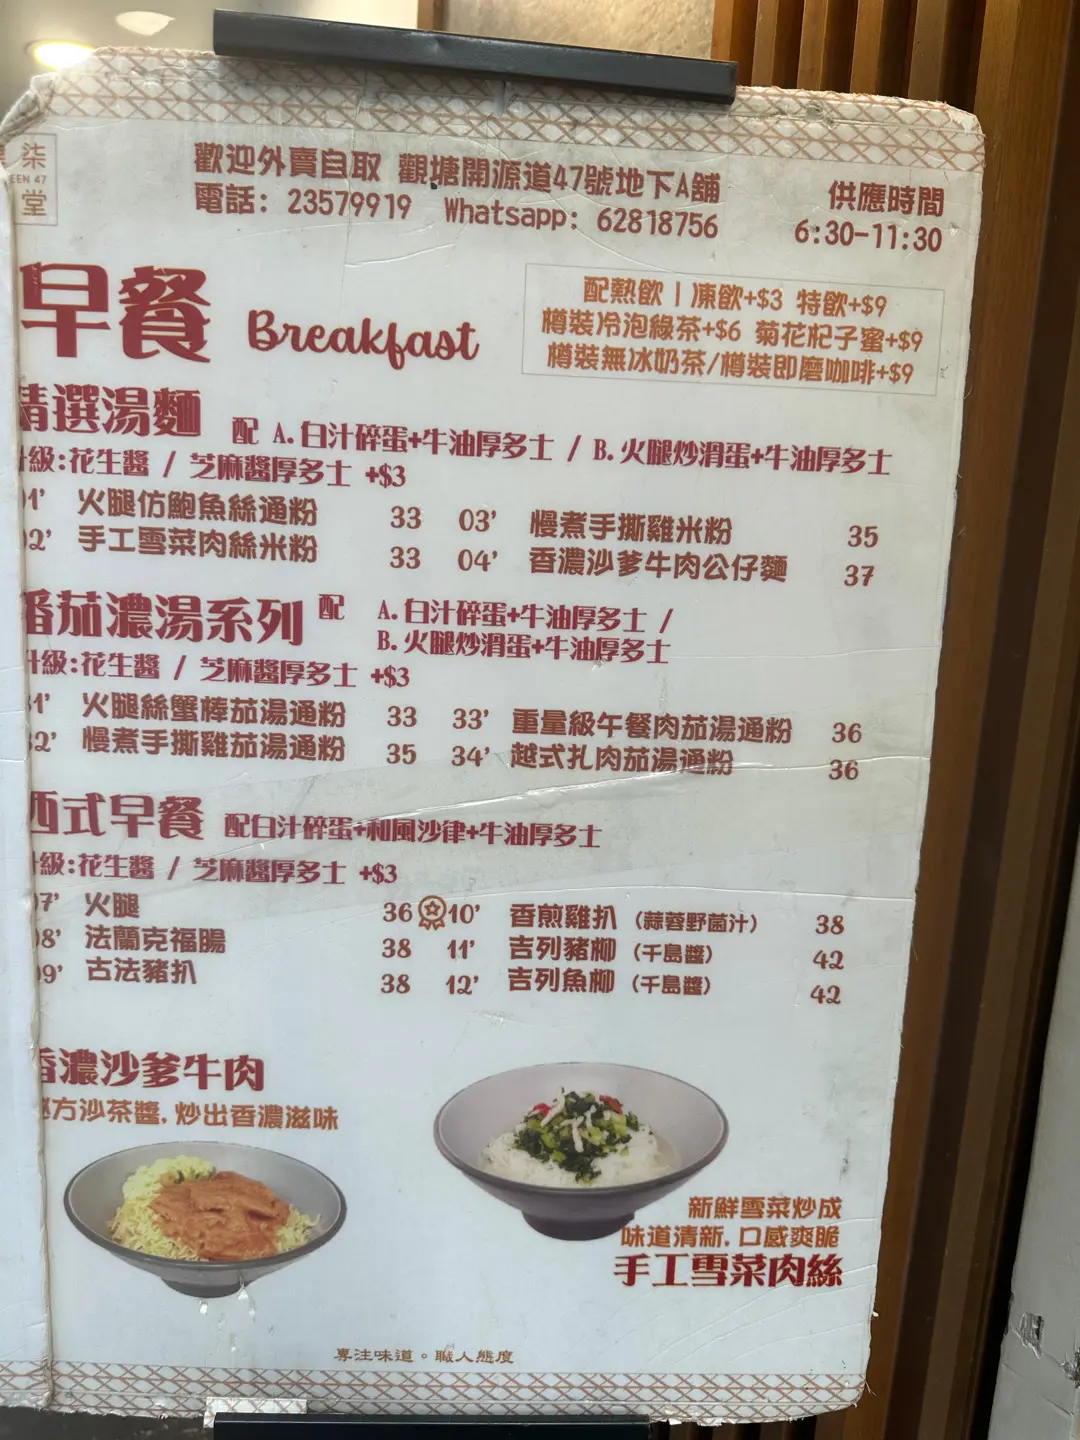 柒
EEN 47
堂
歡迎外賣自取 觀塘開源道47號地下A鋪
電話: 23579919 Whatsapp: 62818756
供應時間
6:30-11:30
早餐 Breakfast
配熱飲 | 凍飲+$3 特飲+$9
樽裝冷泡綠茶+$6 菊花杞子蜜+$9
樽裝無冰奶茶/樽裝即磨咖啡+$9
精選湯麵 配 A.白汁碎蛋+牛油厚多士 / B.火腿炒滑蛋+牛油厚多士
升級:花生醬 / 芝麻醬厚多士 +$3
01' 火腿仿鮑魚絲通粉 33 03' 慢煮手撕雞米粉 35
02' 手工雪菜肉絲米粉 33 04' 香濃沙爹牛肉公仔麵 37
番茄濃湯系列 配 A.白汁碎蛋+牛油厚多士 /
B.火腿炒滑蛋+牛油厚多士
升級:花生醬 / 芝麻醬厚多士 +$3
31' 火腿絲蟹棒茄湯通粉 33 33' 重量級午餐肉茄湯通粉 36
32' 慢煮手撕雞茄湯通粉 35 34' 越式扎肉茄湯通粉 36
西式早餐 配白汁碎蛋+和風沙律+牛油厚多士
升級:花生醬 / 芝麻醬厚多士 +$3
07' 火腿 36 10' 香煎雞扒 (蒜蓉野菌汁) 38
08' 法蘭克福腸 38 11' 吉列豬柳 (千島醬) 42
09' 古法豬扒 38 12' 吉列魚柳 (千島醬) 42
香濃沙爹牛肉
秘方沙茶醬, 炒出香濃滋味
新鮮雪菜炒成
味道清新, 口感爽脆
手工雪菜肉絲
專注味道。職人態度